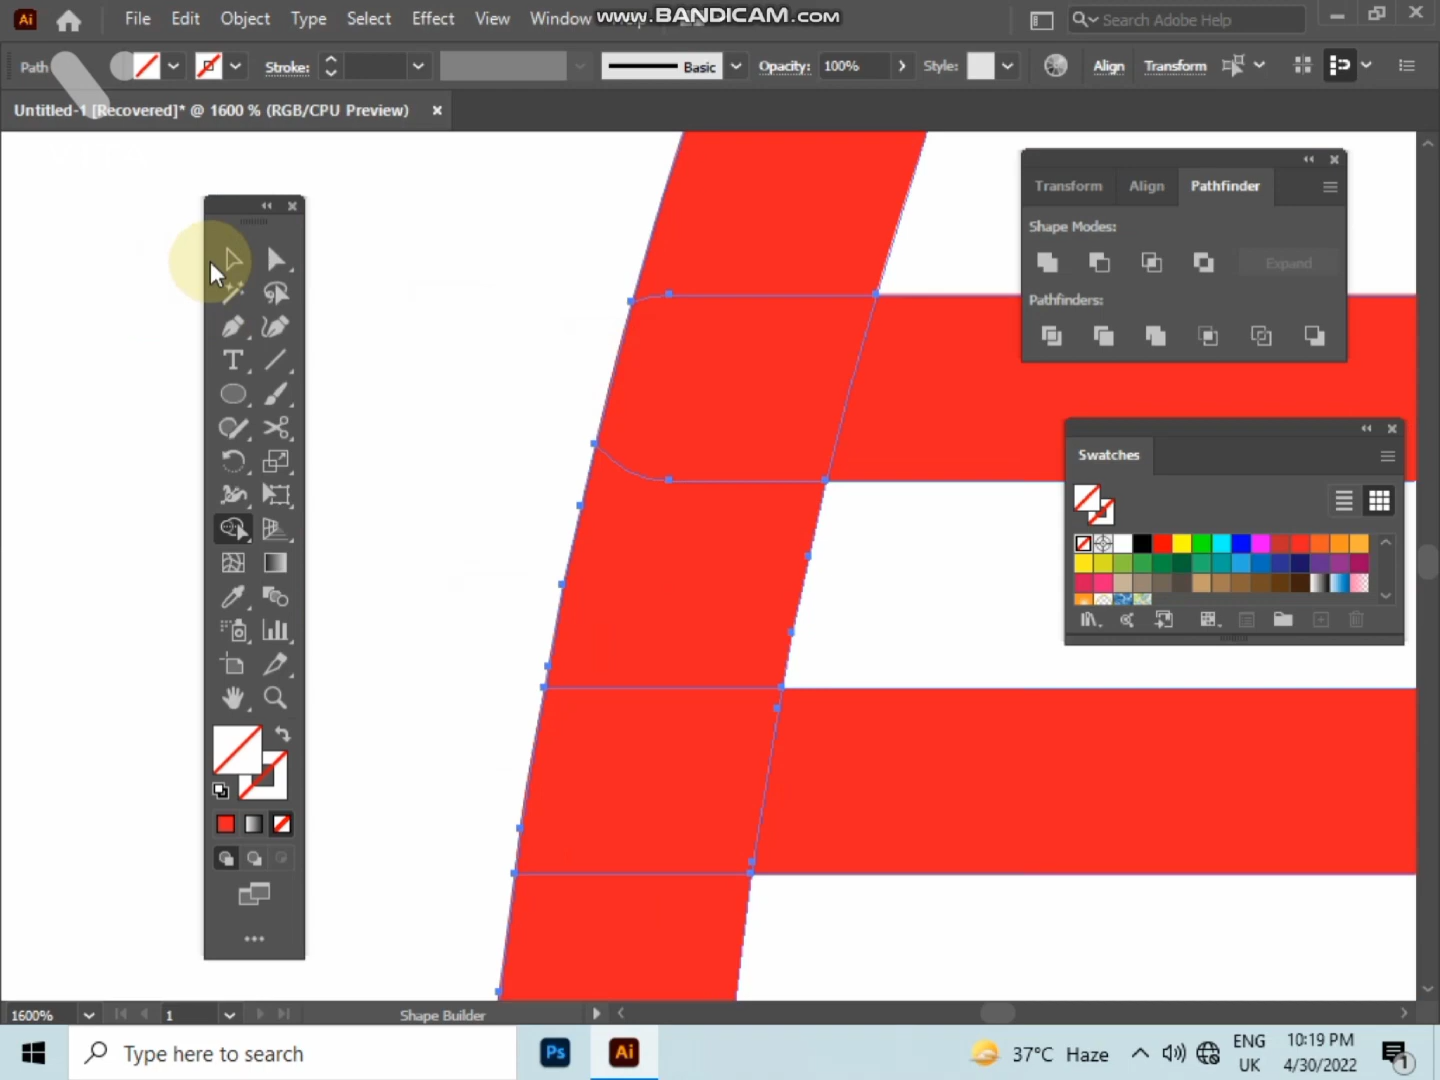 www.BANDICAM.com
Ai File Edit Object Type Select Effect View Window Search Adobe Help
Path Stroke: Basic Opacity: 100% Style: Align Transform
Untitled-1 [Recovered]* @ 1600 % (RGB/CPU Preview)
Transform Align Pathfinder
Shape Modes:
Expand
Pathfinders:
Swatches
T
1600% 1 Shape Builder
Type here to search Ps Ai 37°C Haze ENG UK 10:19 PM 4/30/2022 1